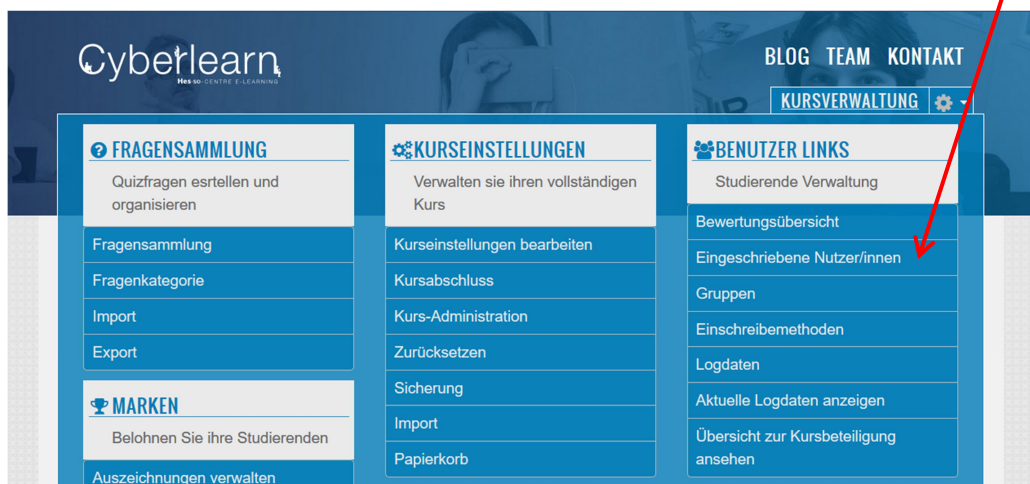 Cyberlearn
Hes so-CENTRE E-LEARNING
BLOG TEAM KONTAKT
KURSVERWALTUNG
FRAGENSAMMLUNG
Quizfragen esrtellen und
organisieren
Fragensammlung
Fragenkategorie
Import
Export
MARKEN
Belohnen Sie ihre Studierenden
Auszeichnungen verwalten
KURSEINSTELLUNGEN
Verwalten sie ihren vollständigen
Kurs
Kurseinstellungen bearbeiten
Kursabschluss
Kurs-Administration
Zurücksetzen
Sicherung
Import
Papierkorb
BENUTZER LINKS
Studierende Verwaltung
Bewertungsübersicht
Eingeschriebene Nutzer/innen
Gruppen
Einschreibemethoden
Logdaten
Aktuelle Logdaten anzeigen
Übersicht zur Kursbeteiligung
ansehen